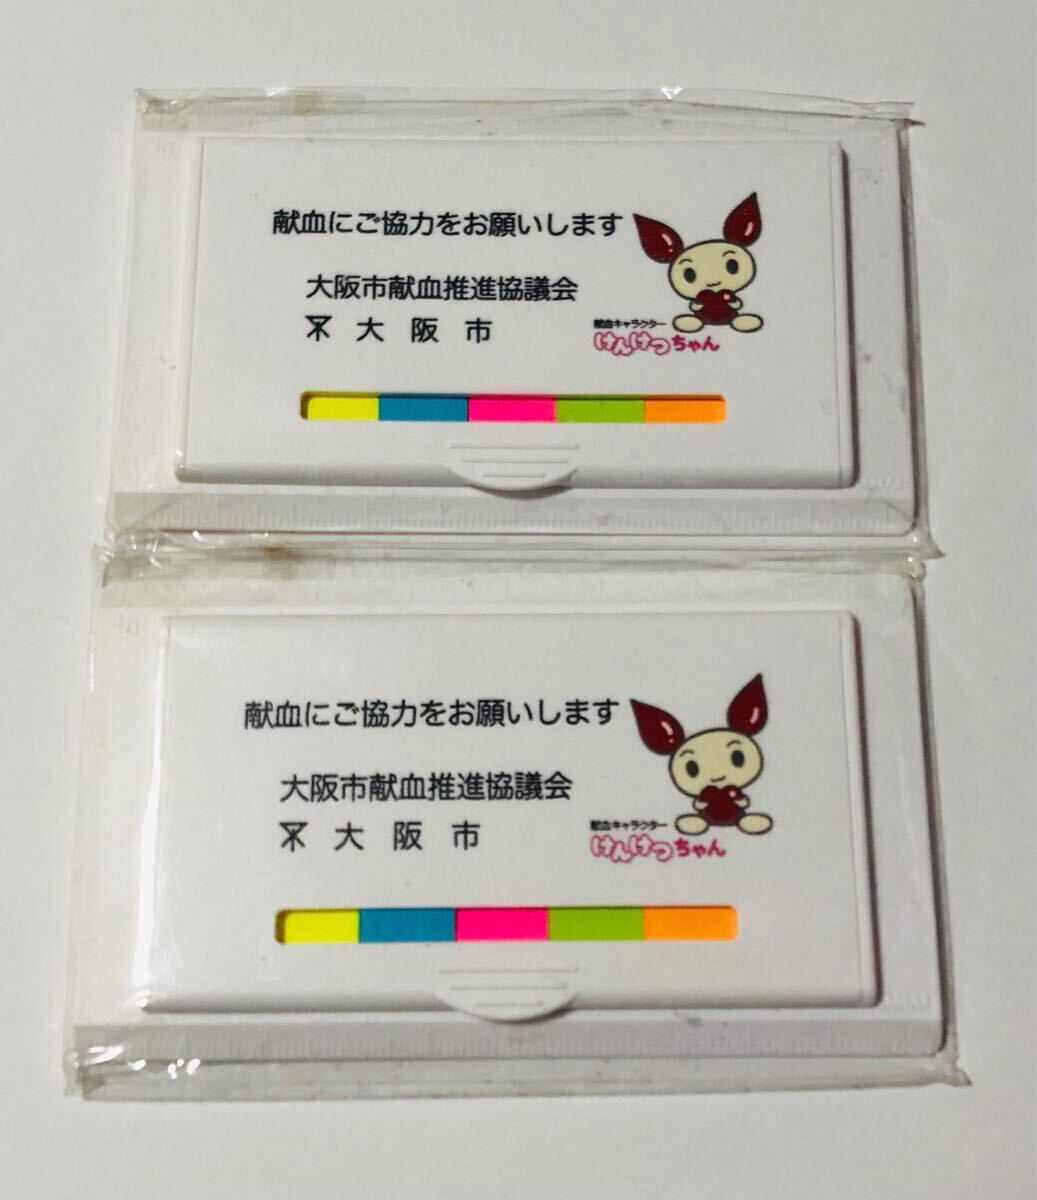 献血にご協力をお願いします
大阪市献血推進協議会
大阪市
献血キャラクター
けんけつちゃん
献血にご協力をお願いします
大阪市献血推進協議会
大阪市
献血キャラクター
けんけつちゃん